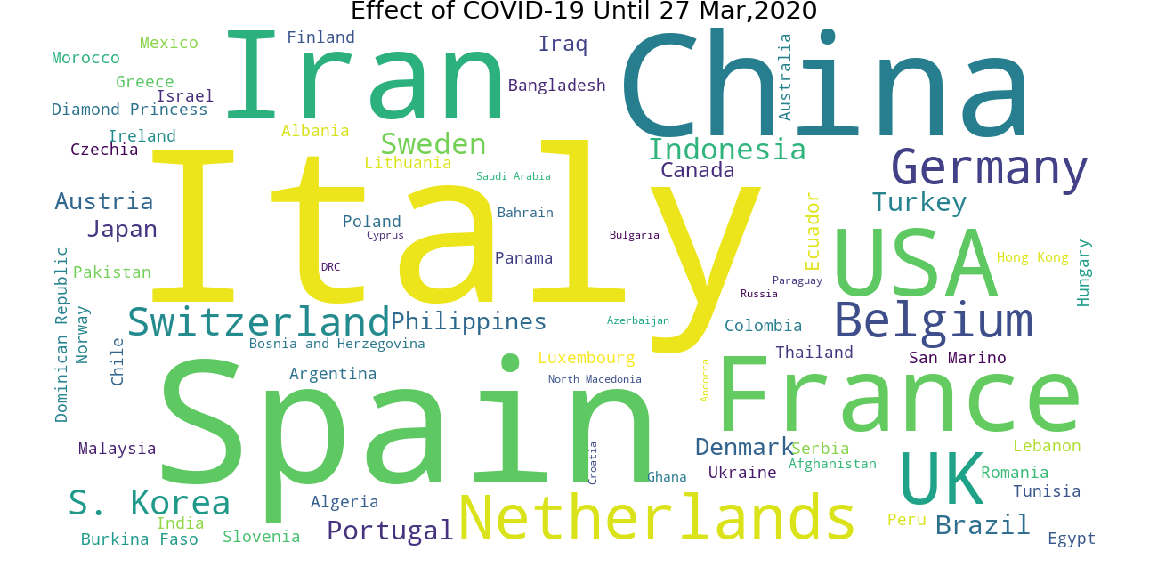 Effect of COVID-19 Until 27 Mar,2020
Mexico
Finland
Iran
Iraq
China
Australia
Morocco
Greece
Israel
Bangladesh
Diamond Princess
Ireland
Albania
Czechia
Sweden
Indonesia
Lithuania
Canada
Germany
Saudi Arabia
Italy
Austria
Turkey
Japan
Poland
Bahrain
Ecuador
Cyprus
Bulgaria
USA
Hong Kong
Hungary
Panama
Pakistan
DRC
Paraguay
Russia
Dominican Republic
Norway
Switzerland
Philippines
Azerbaijan
Colombia
Belgium
Chile
Bosnia and Herzegovina
Luxembourg
Thailand
San Marino
Argentina
North Macedonia
Andorra
Spain
France
Malaysia
Croatia
Denmark
Serbia
Lebanon
Afghanistan
Ghana
Ukraine
UK
Romania
S. Korea
Algeria
Tunisia
Netherlands
India
Portugal
Peru
Brazil
Burkina Faso
Slovenia
Egypt